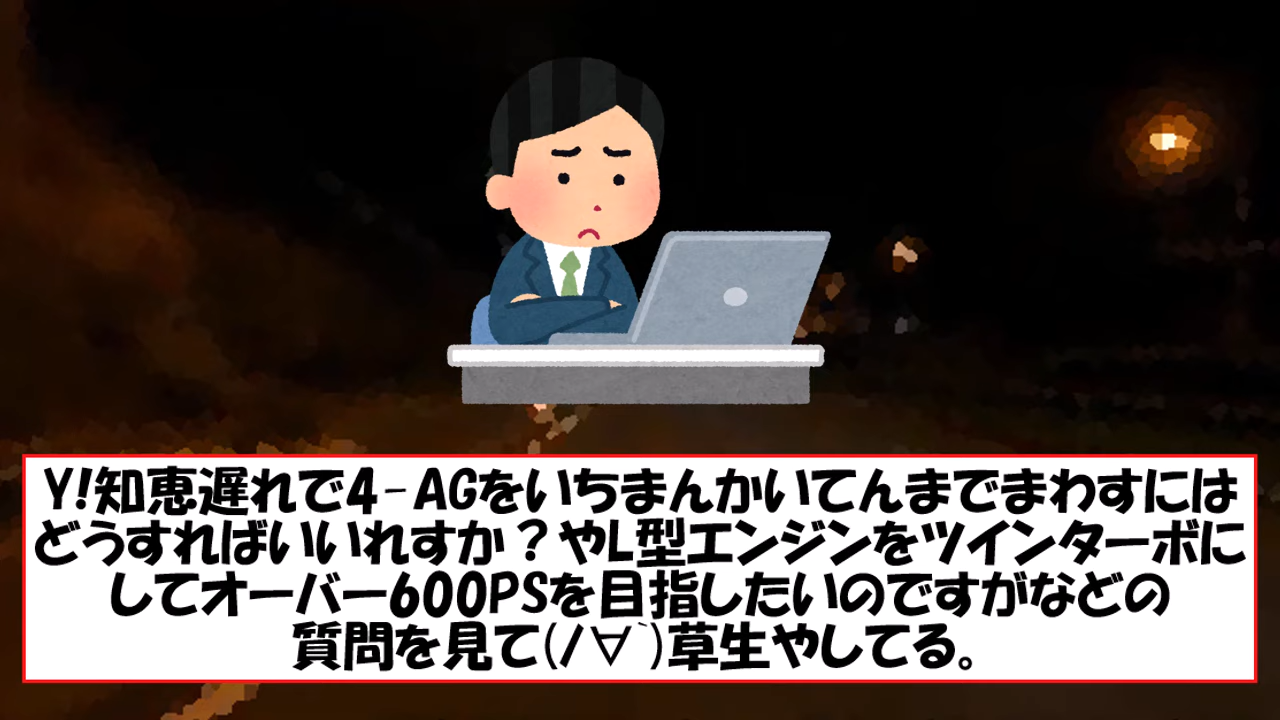 Y!知恵遅れで4-AGをいちまんかいてんまでまわすには
どうすればいいれすか？やL型エンジンをツインターボに
してオーバー600PSを目指したいのですがなどの
質問を見て(ﾉ∀`)草生やしてる。